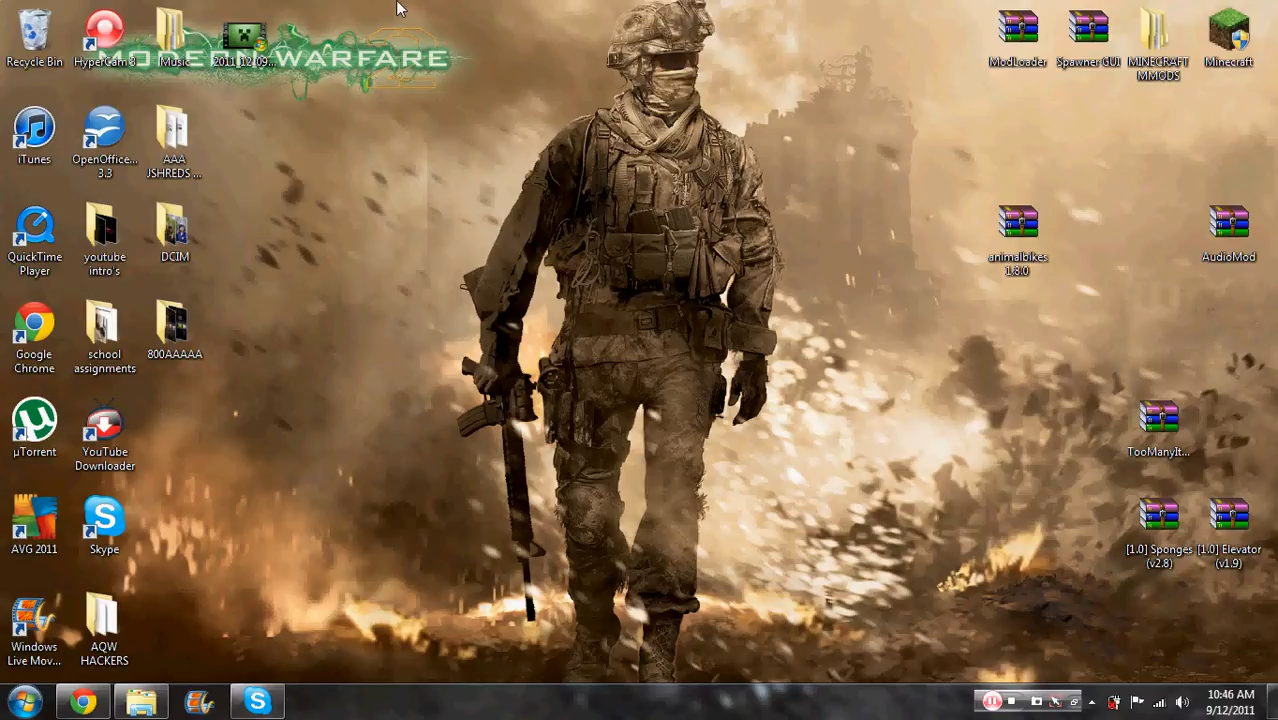 MODERN WARFARE
Recycle Bin
HyperCam 3
Music
2011_12_09...
iTunes
OpenOffice...
3.3
AAA
JSHREDS ...
QuickTime
Player
youtube
intro's
DCIM
Google
Chrome
school
assignments
800AAAAA
µTorrent
YouTube
Downloader
AVG 2011
Skype
Windows
Live Mov...
AQW
HACKERS
ModLoader
SpawnerGUI
MINECRAFT
MMODS
Minecraft
animalbikes
1.8.0
AudioMod
TooManyIt...
[1.0] Sponges
(v2.8)
[1.0] Elevator
(v1.9)
10:46 AM
9/12/2011